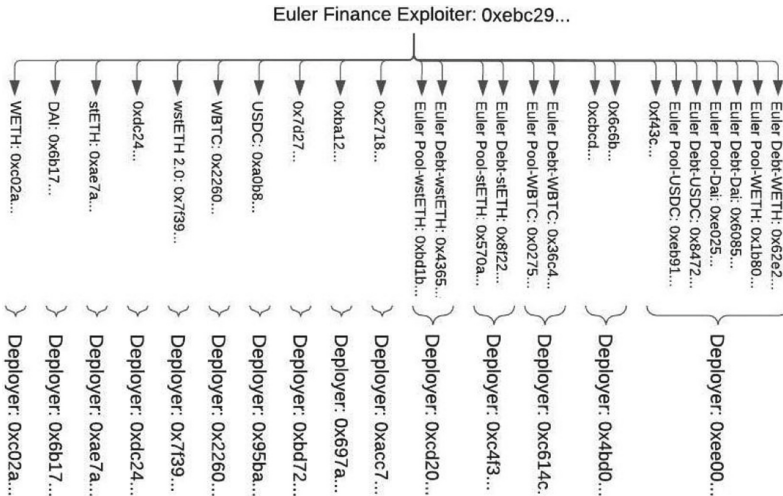 Euler Finance Exploiter: 0xebc29...
WETH: 0xc02a...
DAI: 0x6b17...
stETH: 0xae7a...
0xdc24...
wstETH 2.0: 0x7f39...
WBTC: 0x2260...
USDC: 0xa0b8...
0x7d27...
0xba12...
0x2718...
Euler Pool-wstETH: 0xbd1b...
Euler Debt-wstETH: 0x4365...
Euler Pool-stETH: 0x570a...
Euler Debt-stETH: 0x8f22...
Euler Pool-WBTC: 0x0275...
Euler Debt-WBTC: 0x36c4...
0xcbcd...
0x6c6b...
0xf43c...
Euler Pool-USDC: 0xeb91...
Euler Debt-USDC: 0x8472...
Euler Pool-Dai: 0xe025...
Euler Debt-Dai: 0x6085...
Euler Pool-WETH: 0x1b80...
Euler Debt-WETH: 0x62e2...
Deployer: 0xc02a...
Deployer: 0x6b17...
Deployer: 0xae7a...
Deployer: 0xdc24...
Deployer: 0x7f39...
Deployer: 0x2260...
Deployer: 0x95ba...
Deployer: 0xbd72...
Deployer: 0x697a...
Deployer: 0xacc7...
Deployer: 0xcd20...
Deployer: 0xc4f3...
Deployer: 0xc614c.
Deployer: 0x4bd0...
Deployer: 0xee00...